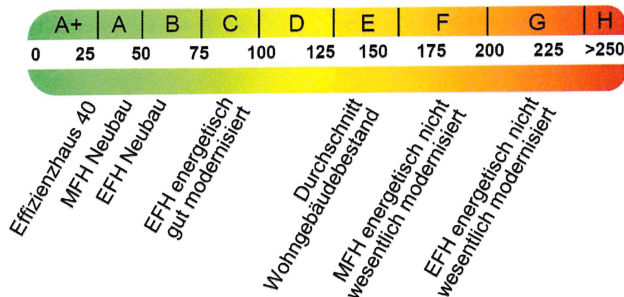 A+ A B C D E F G H
0 25 50 75 100 125 150 175 200 225 >250
Effizienzhaus 40
MFH Neubau
EFH Neubau
EFH energetisch
gut modernisiert
Durchschnitt
Wohngebäudebestand
MFH energetisch nicht
wesentlich modernisiert
EFH energetisch nicht
wesentlich modernisiert